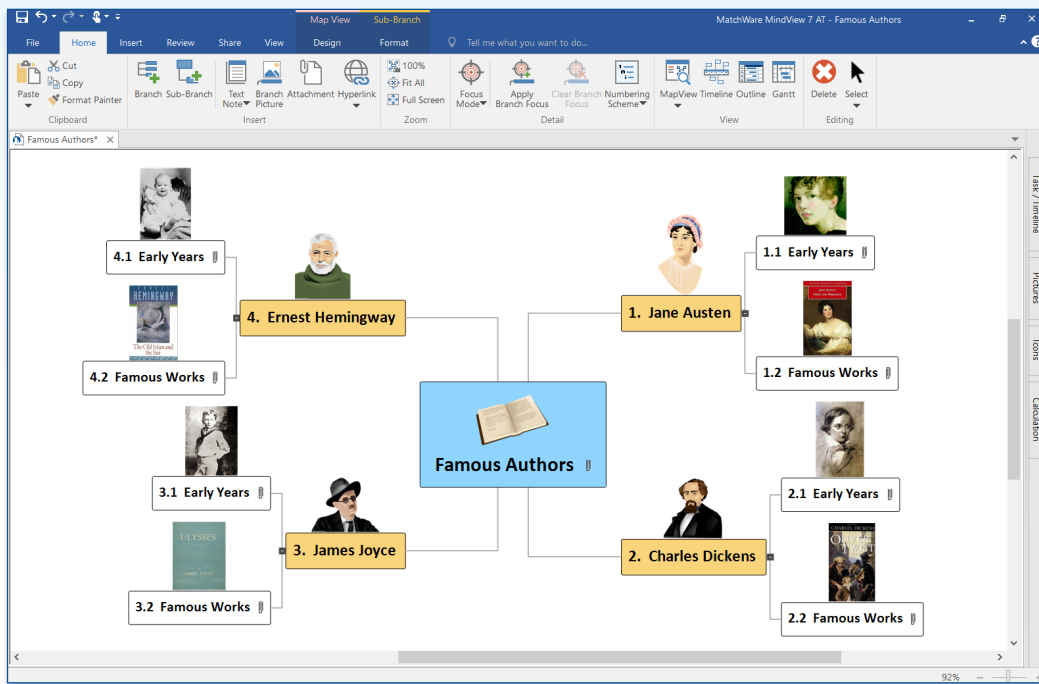 Map View
Sub-Branch
MatchWare MindView 7 AT - Famous Authors
File
Home
Insert
Review
Share
View
Design
Format
Tell me what you want to do...
Paste
Cut
Copy
Format Painter
Clipboard
Branch
Sub-Branch
Text
Note
Branch
Picture
Attachment
Hyperlink
Insert
100%
Fit All
Full Screen
Zoom
Focus
Mode
Apply
Branch Focus
Clear Branch
Focus
Numbering
Scheme
Detail
MapView
Timeline
Outline
Gantt
View
Delete
Select
Editing
Famous Authors*
4.1 Early Years
HEMINGWAY
The Old Man and
the Sea
4. Ernest Hemingway
4.2 Famous Works
1.1 Early Years
1. Jane Austen
1.2 Famous Works
Famous Authors
3.1 Early Years
ULYSSES
3. James Joyce
3.2 Famous Works
2.1 Early Years
CHARLES DICKENS
OLIVER
TWIST
2. Charles Dickens
2.2 Famous Works
Task / Timeline
Pictures
Icons
Calculation
92%